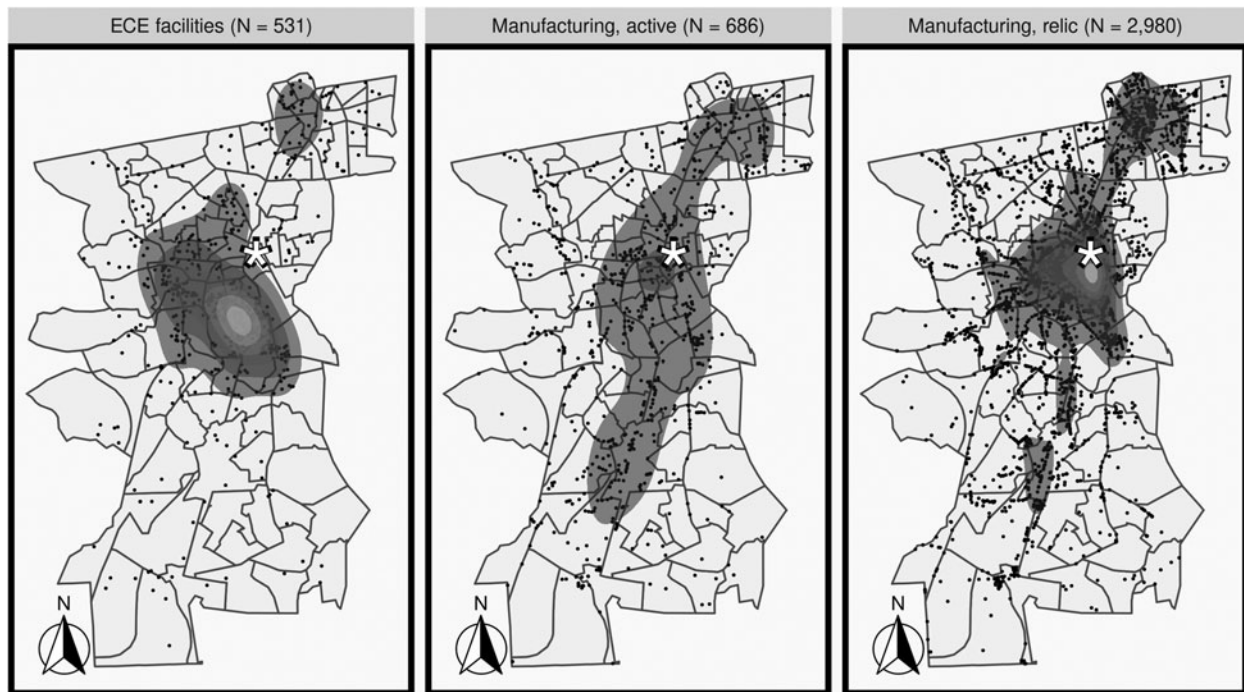 ECE facilities (N = 531)
Manufacturing, active (N = 686)
Manufacturing, relic (N = 2,980)
*
*
*
N
N
N